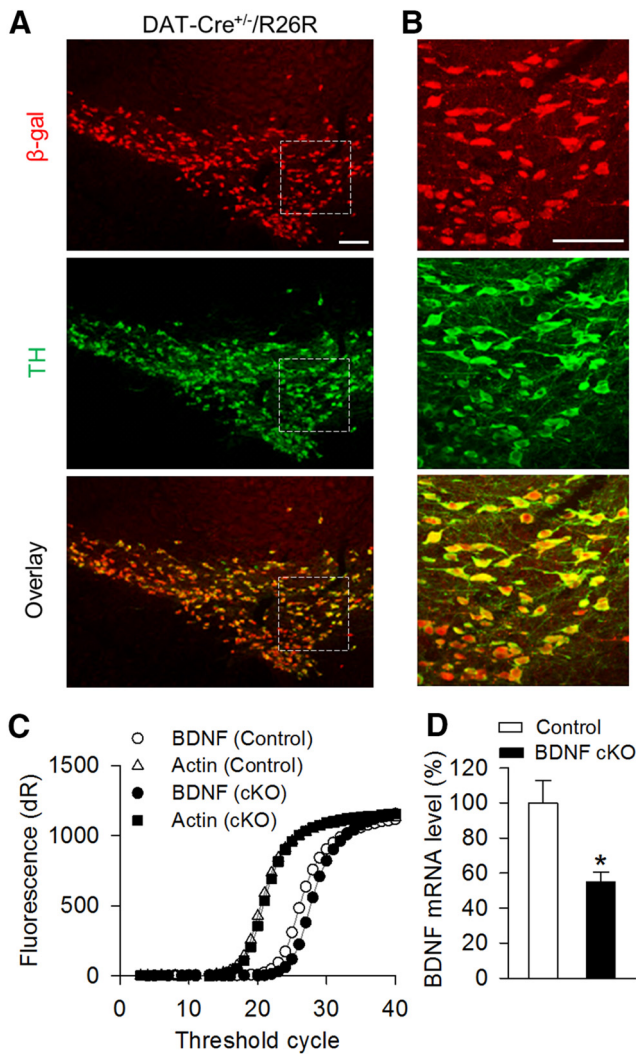 A
DAT-Cre+/-/R26R
B
β-gal
TH
Overlay
C
BDNF (Control)
Actin (Control)
BDNF (cKO)
Actin (cKO)
1500
1000
500
0
0
10
20
30
40
Fluorescence (dR)
Threshold cycle
D
Control
BDNF cKO
120
100
80
60
40
20
0
*
BDNF mRNA level (%)